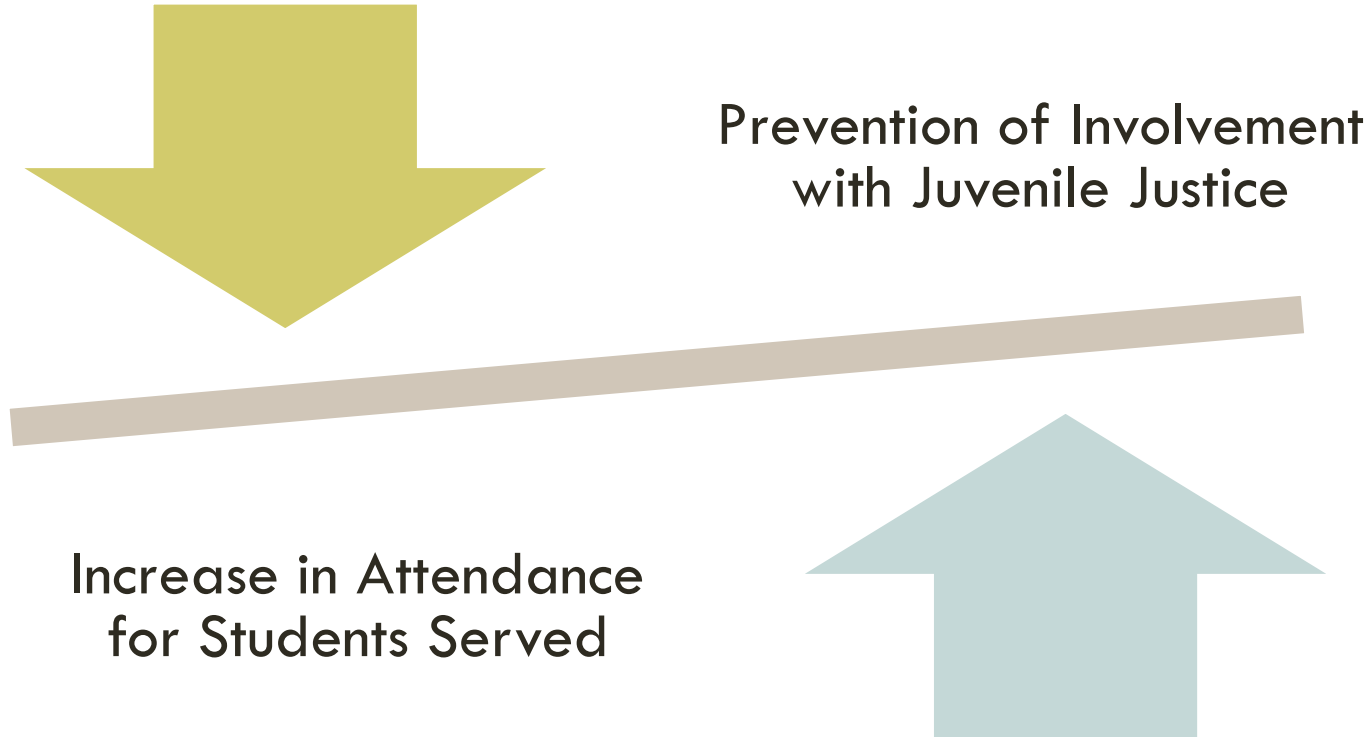 Prevention of Involvement
with Juvenile Justice
Increase in Attendance
for Students Served